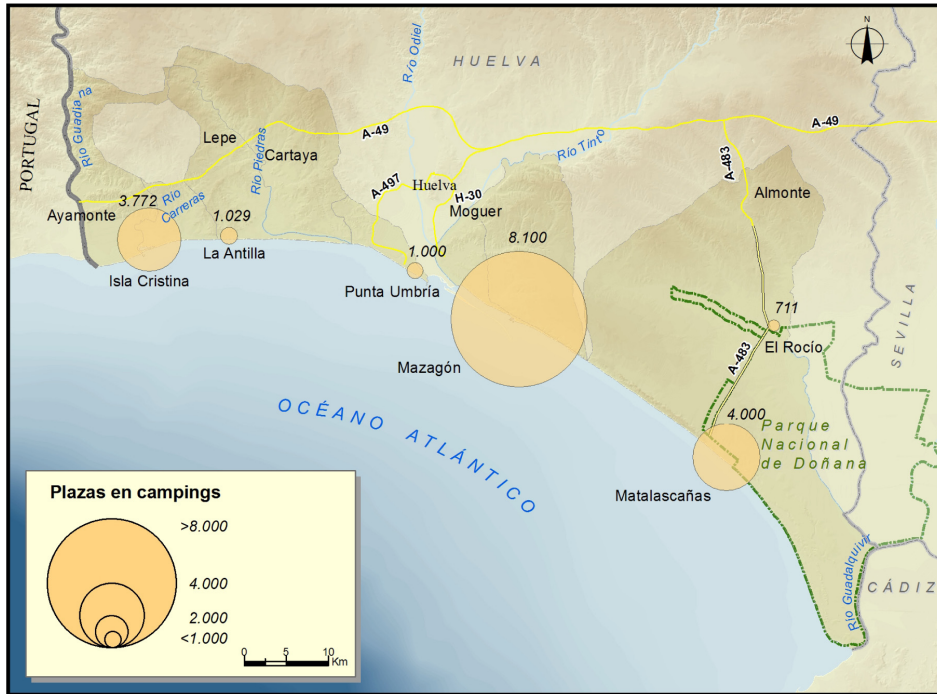 N
HUELVA
Río Odiel
PORTUGAL
Río Guadiana
A-49
A-49
Lepe
Río Piedras
Cartaya
Río Tinto
A-483
A-497
Huelva
H-30
Almonte
Ayamonte
3.772
Río
Carreras
1.029
Moguer
8.100
La Antilla
1.000
Isla Cristina
Punta Umbría
711
El Rocío
SEVILLA
Mazagón
A-483
OCÉANO ATLÁNTICO
4.000
Parque
Nacional
de Doñana
Matalascañas
Río Guadalquivir
CÁDIZ
Plazas en campings
>8.000
4.000
2.000
<1.000
0 5 10
Km